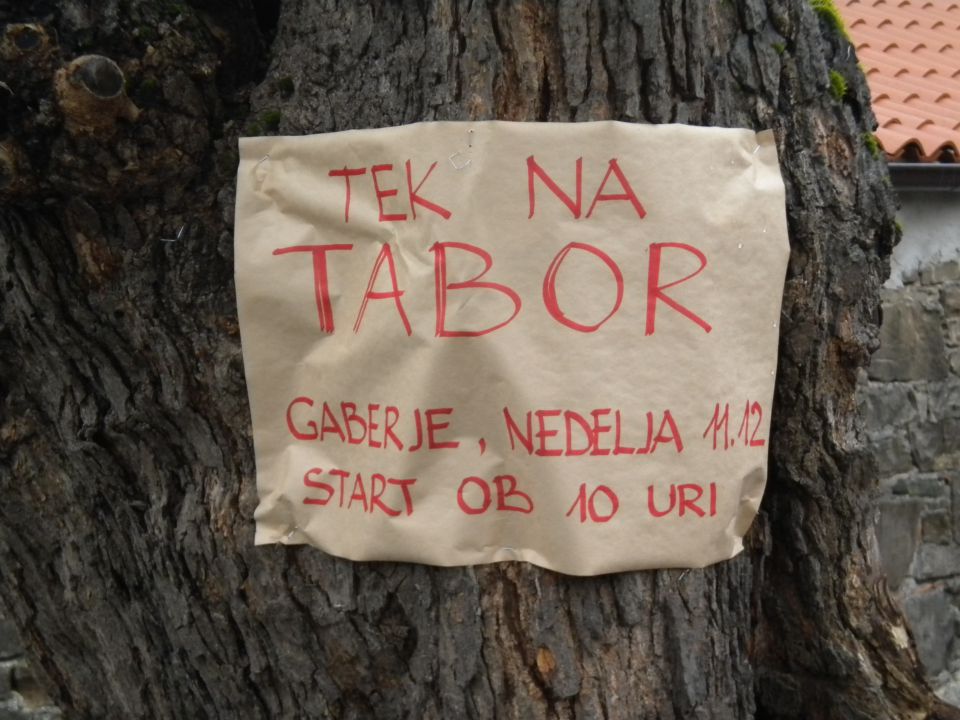 TEK NA
TABOR
GABERJE, NEDELJA 11.12
START OB 10 URI